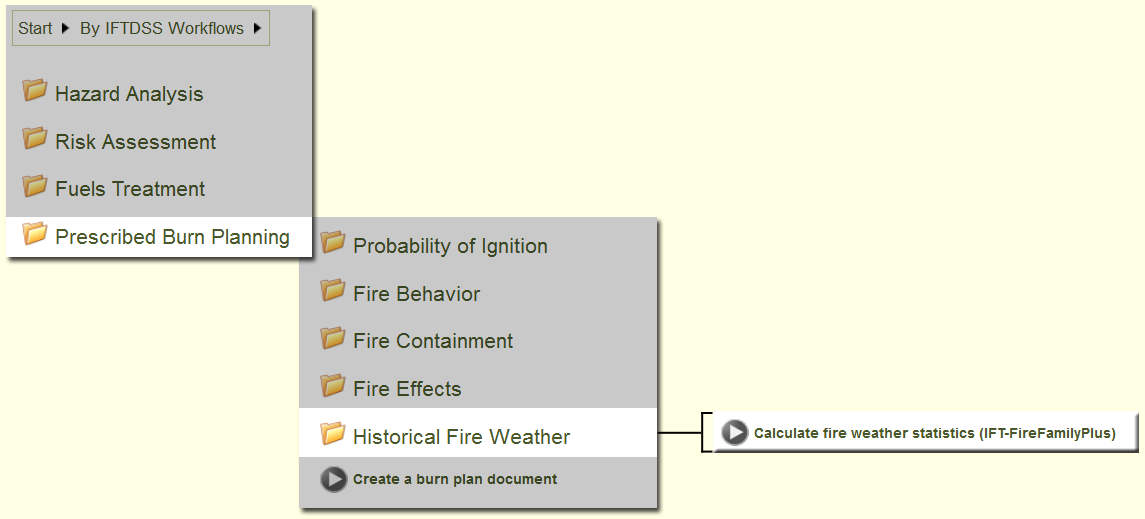 Start By IFTDSS Workflows
Hazard Analysis
Risk Assessment
Fuels Treatment
Prescribed Burn Planning
Probability of Ignition
Fire Behavior
Fire Containment
Fire Effects
Historical Fire Weather
Calculate fire weather statistics (IFT-FireFamilyPlus)
Create a burn plan document